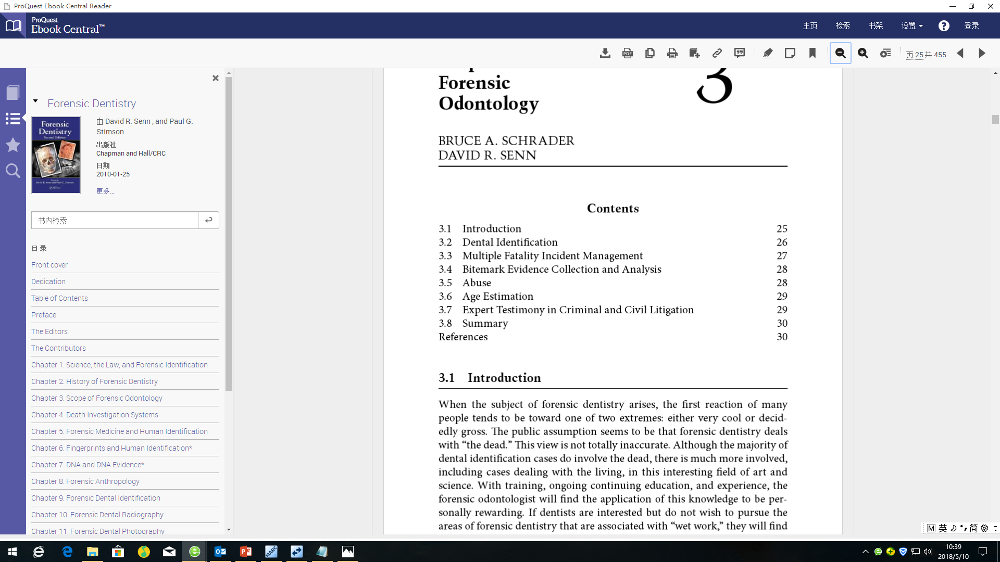 ProQuest Ebook Central Reader
ProQuest
Ebook Central™
主页
检索
书架
设置
?
登录
PDF
页 25 共 455
Forensic Dentistry
Forensic
Dentistry
Second Edition
由 David R. Senn , and Paul G.
Stimson
出版社
Chapman and Hall/CRC
日期
2010-01-25
更多...
书内检索
目 录
Front cover
Dedication
Table of Contents
Preface
The Editors
The Contributors
Chapter 1. Science, the Law, and Forensic Identification
Chapter 2. History of Forensic Dentistry
Chapter 3. Scope of Forensic Odontology
Chapter 4. Death Investigation Systems
Chapter 5. Forensic Medicine and Human Identification
Chapter 6. Fingerprints and Human Identification*
Chapter 7. DNA and DNA Evidence*
Chapter 8. Forensic Anthropology
Chapter 9. Forensic Dental Identification
Chapter 10. Forensic Dental Radiography
Chapter 11. Forensic Dental Photography
Forensic
Odontology
3
BRUCE A. SCHRADER
DAVID R. SENN
Contents
3.1 Introduction 25
3.2 Dental Identification 26
3.3 Multiple Fatality Incident Management 27
3.4 Bitemark Evidence Collection and Analysis 28
3.5 Abuse 28
3.6 Age Estimation 29
3.7 Expert Testimony in Criminal and Civil Litigation 29
3.8 Summary 30
References 30
3.1 Introduction
When the subject of forensic dentistry arises, the first reaction of many
people tends to be toward one of two extremes: either very cool or decid-
edly gross. The public assumption seems to be that forensic dentistry deals
with “the dead.” This view is not totally inaccurate. Although the majority of
dental identification cases do involve the dead, there is much more involved,
including cases dealing with the living, in this interesting field of art and
science. With training, ongoing continuing education, and experience, the
forensic odontologist will find the application of this knowledge to be per-
sonally rewarding. If dentists are interested but do not wish to pursue the
areas of forensic dentistry that are associated with “wet work,” they will find
M 英 简
MARC
10:39
2018/5/10